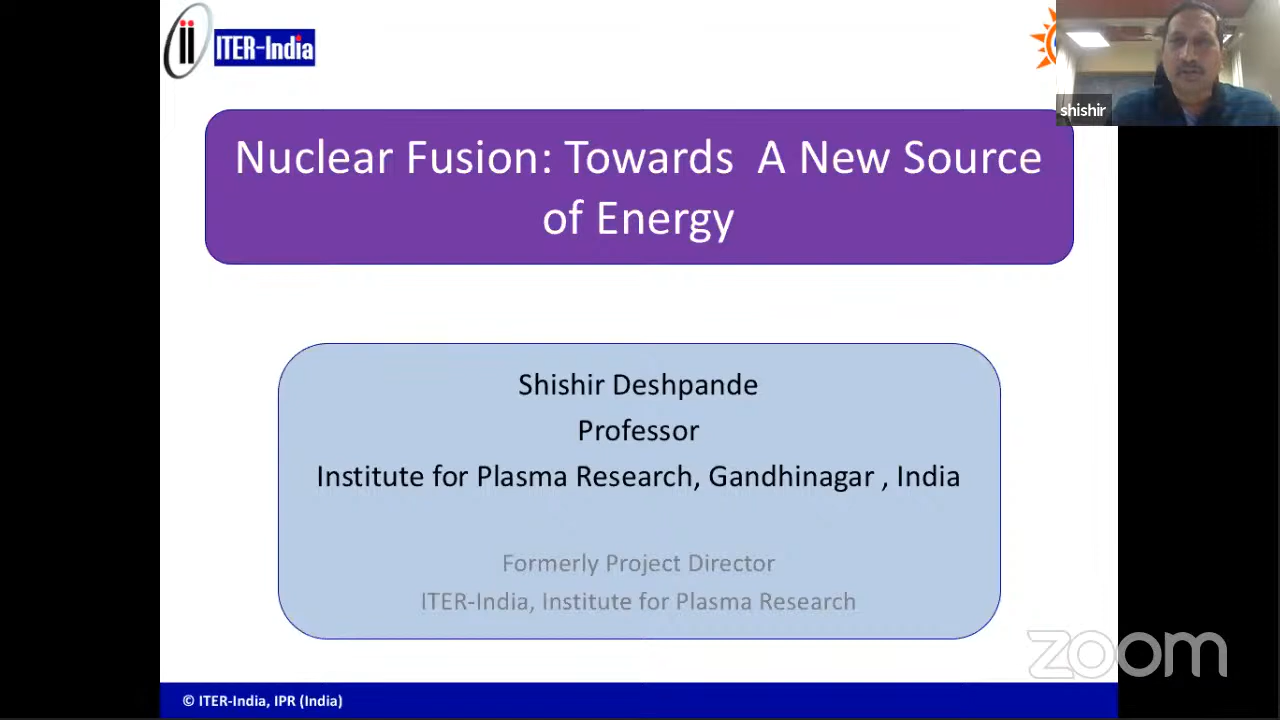 ITER-India
shishir
Nuclear Fusion: Towards A New Source
of Energy
Shishir Deshpande
Professor
Institute for Plasma Research, Gandhinagar , India
Formerly Project Director
ITER-India, Institute for Plasma Research
zoom
© ITER-India, IPR (India)